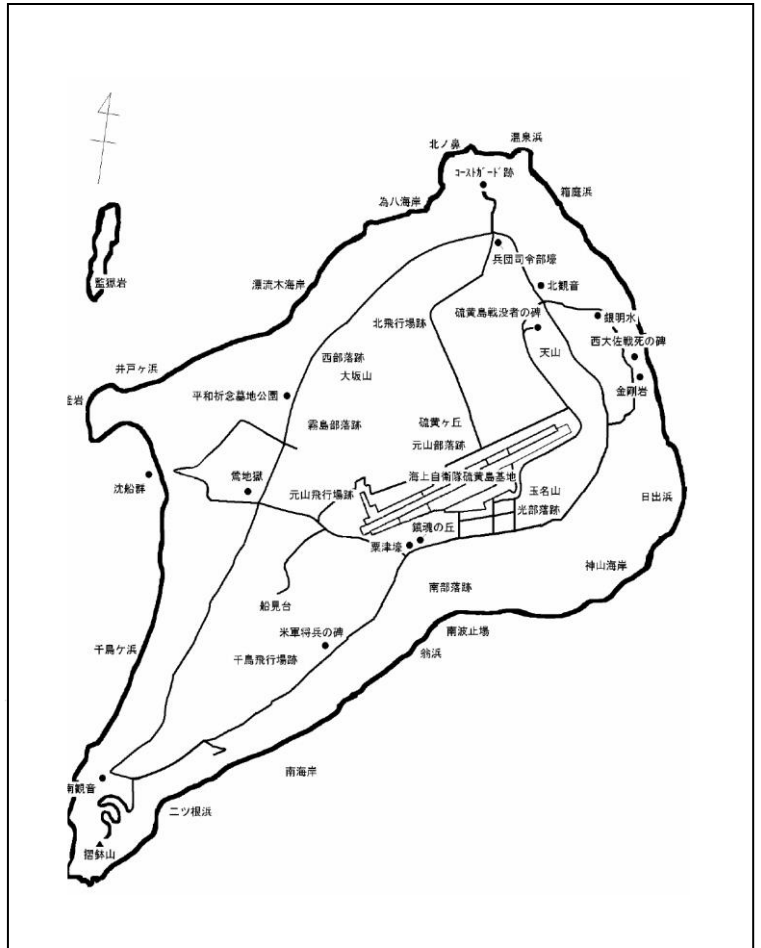 北ノ鼻
温泉浜
コーストガード跡
箱庭浜
為八海岸
兵団司令部壕
監獄岩
漂流木海岸
北観音
北飛行場跡
硫黄島戦没者の碑
銀明水
西大佐戦死の碑
天山
西部落跡
大坂山
井戸ヶ浜
金剛岩
平和祈念墓地公園
釜岩
霧島部落跡
硫黄ヶ丘
元山部落跡
沈船群
鶯地獄
海上自衛隊硫黄島基地
元山飛行場跡
玉名山
日出浜
光部落跡
鎮魂の丘
粟津壕
神山海岸
南部落跡
船見台
米軍将兵の碑
南波止場
千鳥ケ浜
千鳥飛行場跡
翁浜
南海岸
南観音
二ツ根浜
摺鉢山